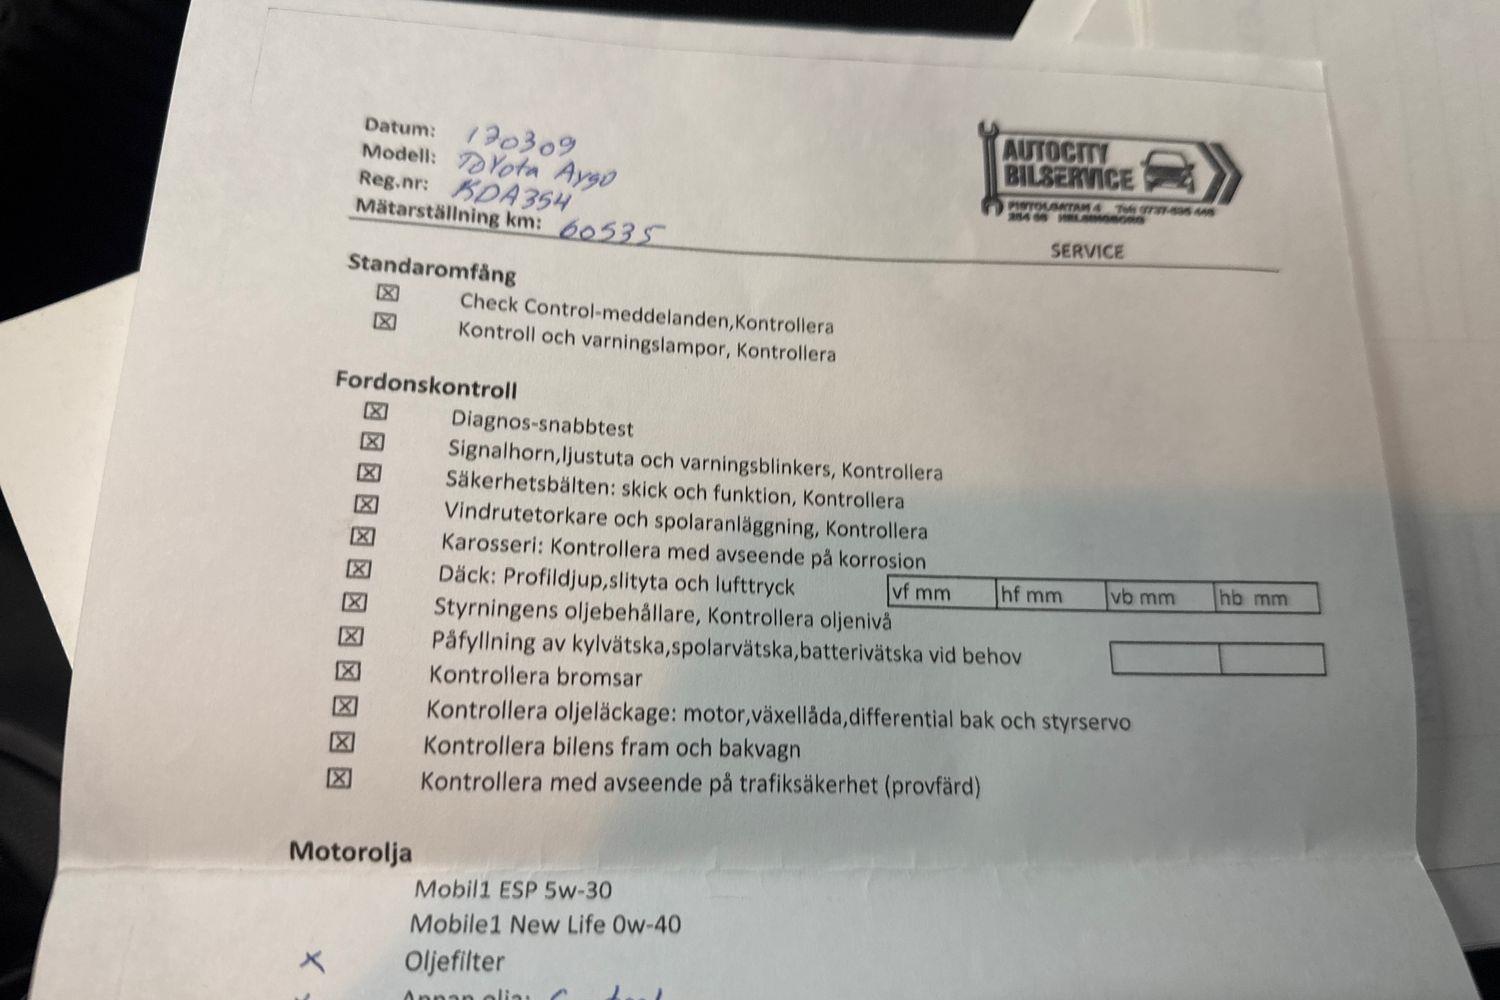 Datum: 120309
Modell: Toyota Aygo
Reg.nr: KDA354
Mätarställning km: 60535
AUTOCITY
BILSERVICE
SERVICE
Standaromfång
☒ Check Control-meddelanden,Kontrollera
☒ Kontroll och varningslampor, Kontrollera
Fordonskontroll
☒ Diagnos-snabbtest
☒ Signalhorn,ljustuta och varningsblinkers, Kontrollera
☒ Säkerhetsbälten: skick och funktion, Kontrollera
☒ Vindrutetorkare och spolaranläggning, Kontrollera
☒ Karosseri: Kontrollera med avseende på korrosion
☒ Däck: Profildjup,slityta och lufttryck vf mm hf mm vb mm hb mm
☒ Styrningens oljebehållare, Kontrollera oljenivå
☒ Påfyllning av kylvätska,spolarvätska,batterivätska vid behov
☒ Kontrollera bromsar
☒ Kontrollera oljeläckage: motor,växellåda,differential bak och styrservo
☒ Kontrollera bilens fram och bakvagn
☒ Kontrollera med avseende på trafiksäkerhet (provfärd)
Motorolja
Mobil1 ESP 5w-30
Mobile1 New Life 0w-40
x Oljefilter
Annan olja: